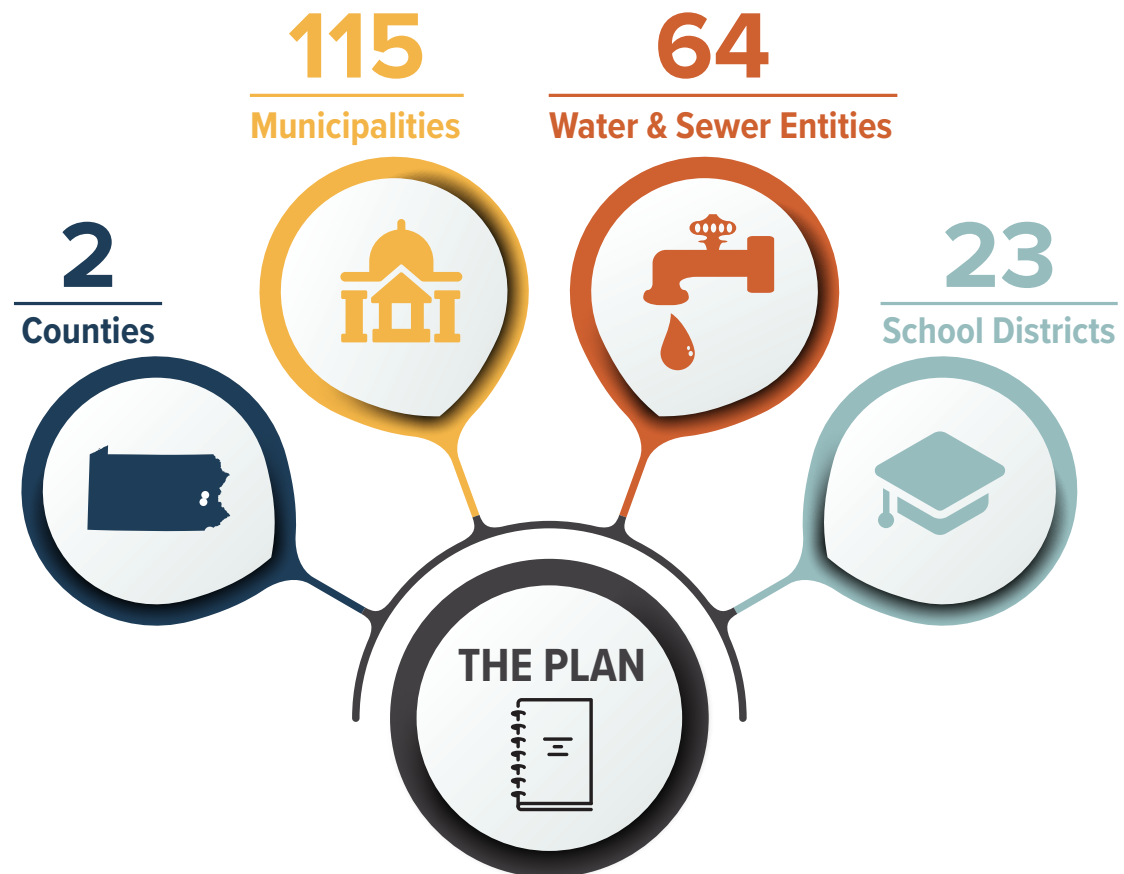 115
Municipalities
64
Water & Sewer Entities
2
Counties
23
School Districts
THE PLAN